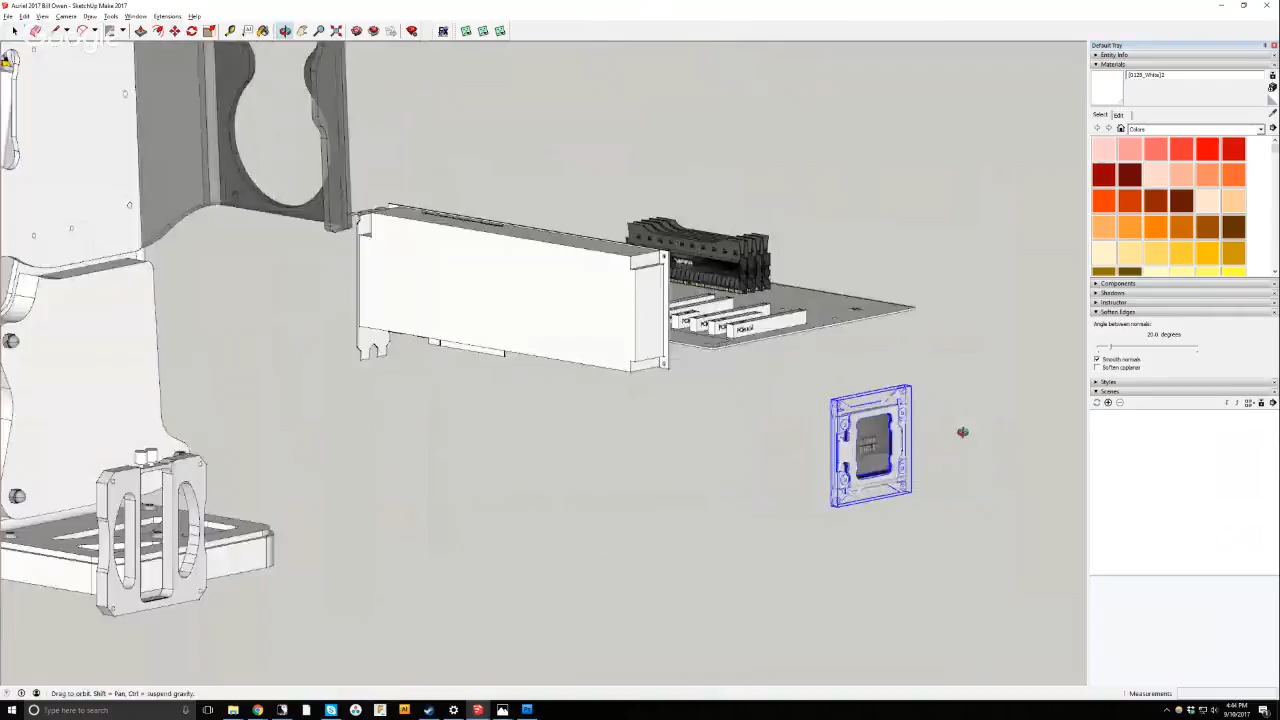 Auriel 2017 Bill Owen - SketchUp Make 2017
File Edit View Camera Draw Tools Window Extensions Help
Google
Default Tray
Entity Info
Materials
[0128_White]2
Select Edit
Colors
Components
Shadows
Instructor
Soften Edges
Angle between normals:
20.0 degrees
Smooth normals
Soften coplanar
Styles
Scenes
Drag to orbit. Shift = Pan, Ctrl = suspend gravity.
Measurements
Type here to search
4:44 PM
9/10/2017